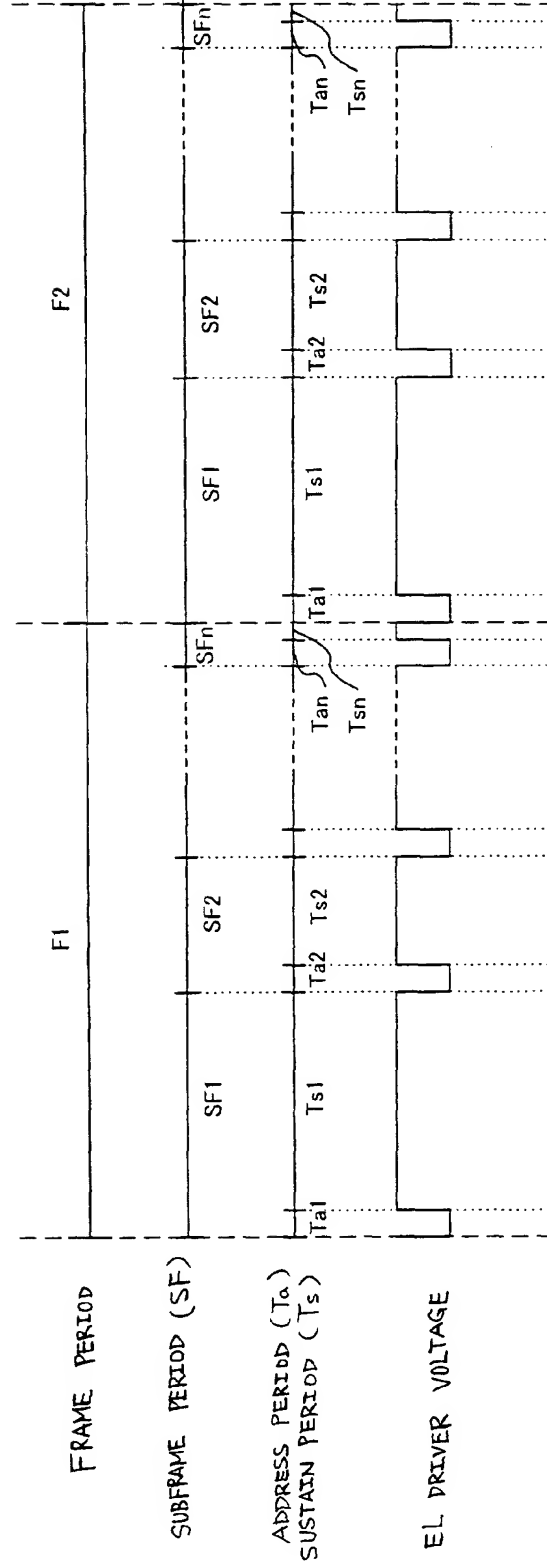 FRAME PERIOD
F1
F2
SUBFRAME PERIOD (SF)
SF1
SF2
SFn
SF1
SF2
SFn
ADDRESS PERIOD (Ta)
SUSTAIN PERIOD (Ts)
Ta1
Ts1
Ta2
Ts2
Tan
Tsn
Ta1
Ts1
Ta2
Ts2
Tan
Tsn
EL DRIVER VOLTAGE